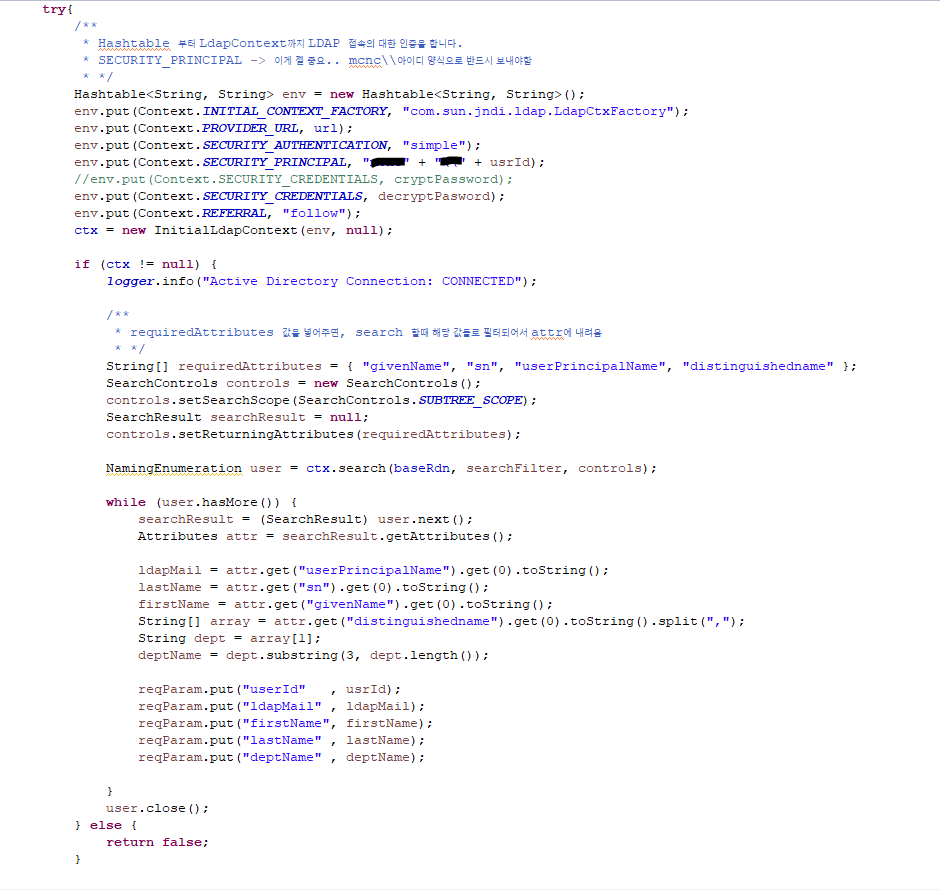 try{
/**
* Hashtable 부터 LdapContext까지 LDAP 접속의 대한 인증을 합니다.
* SECURITY_PRINCIPAL -> 이게 젤 중요.. mcnc\\아이디 양식으로 반드시 보내야함
* */
Hashtable<String, String> env = new Hashtable<String, String>();
env.put(Context.INITIAL_CONTEXT_FACTORY, "com.sun.jndi.ldap.LdapCtxFactory");
env.put(Context.PROVIDER_URL, url);
env.put(Context.SECURITY_AUTHENTICATION, "simple");
env.put(Context.SECURITY_PRINCIPAL, " " + " " + usrId);
//env.put(Context.SECURITY_CREDENTIALS, cryptPassword);
env.put(Context.SECURITY_CREDENTIALS, decryptPasword);
env.put(Context.REFERRAL, "follow");
ctx = new InitialLdapContext(env, null);
if (ctx != null) {
logger.info("Active Directory Connection: CONNECTED");
/**
* requiredAttributes 값을 넣어주면, search 할때 해당 값들로 필터되어서 attr에 내려옴
* */
String[] requiredAttributes = { "givenName", "sn", "userPrincipalName", "distinguishedname" };
SearchControls controls = new SearchControls();
controls.setSearchScope(SearchControls.SUBTREE_SCOPE);
SearchResult searchResult = null;
controls.setReturningAttributes(requiredAttributes);
NamingEnumeration user = ctx.search(baseRdn, searchFilter, controls);
while (user.hasMore()) {
searchResult = (SearchResult) user.next();
Attributes attr = searchResult.getAttributes();
ldapMail = attr.get("userPrincipalName").get(0).toString();
lastName = attr.get("sn").get(0).toString();
firstName = attr.get("givenName").get(0).toString();
String[] array = attr.get("distinguishedname").get(0).toString().split(",");
String dept = array[1];
deptName = dept.substring(3, dept.length());
reqParam.put("userId"   , usrId);
reqParam.put("ldapMail" , ldapMail);
reqParam.put("firstName", firstName);
reqParam.put("lastName" , lastName);
reqParam.put("deptName" , deptName);
}
user.close();
} else {
return false;
}